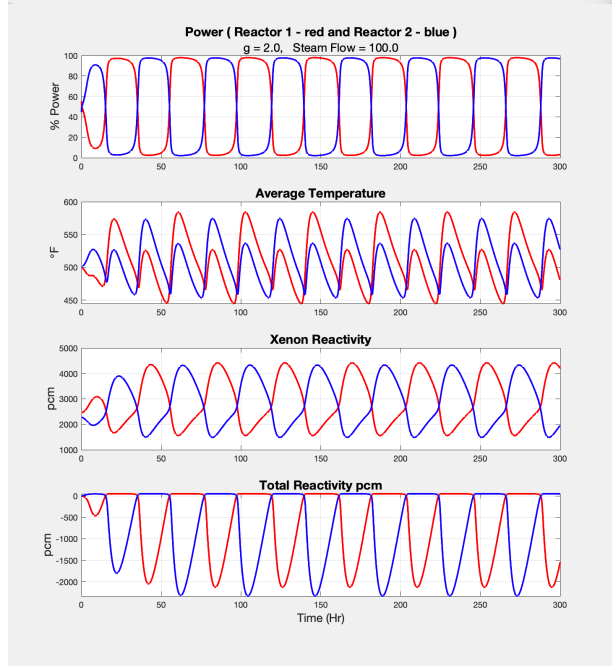 Power ( Reactor 1 - red and Reactor 2 - blue )
g = 2.0,   Steam Flow = 100.0
% Power
100
80
60
40
20
0
0 50 100 150 200 250 300
Average Temperature
°F
600
550
500
450
0 50 100 150 200 250 300
Xenon Reactivity
pcm
5000
4000
3000
2000
1000
0 50 100 150 200 250 300
Total Reactivity pcm
pcm
0
-500
-1000
-1500
-2000
0 50 100 150 200 250 300
Time (Hr)